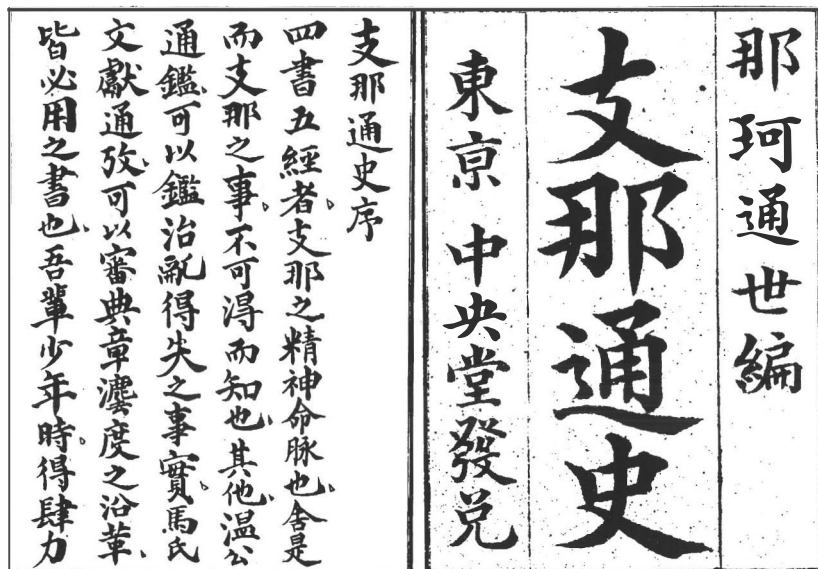 那珂通世編
支那通史
東京 中央堂發兌
支那通史序
四書五經者、支那之精神命脉也、舍是
而支那之事、不可得而知也、其他溫公
通鑑、可以鑑治亂得失之事實、馬氏
文獻通攷、可以審典章灋度之沿革、
皆必用之書也、吾輩少年時、得肆力